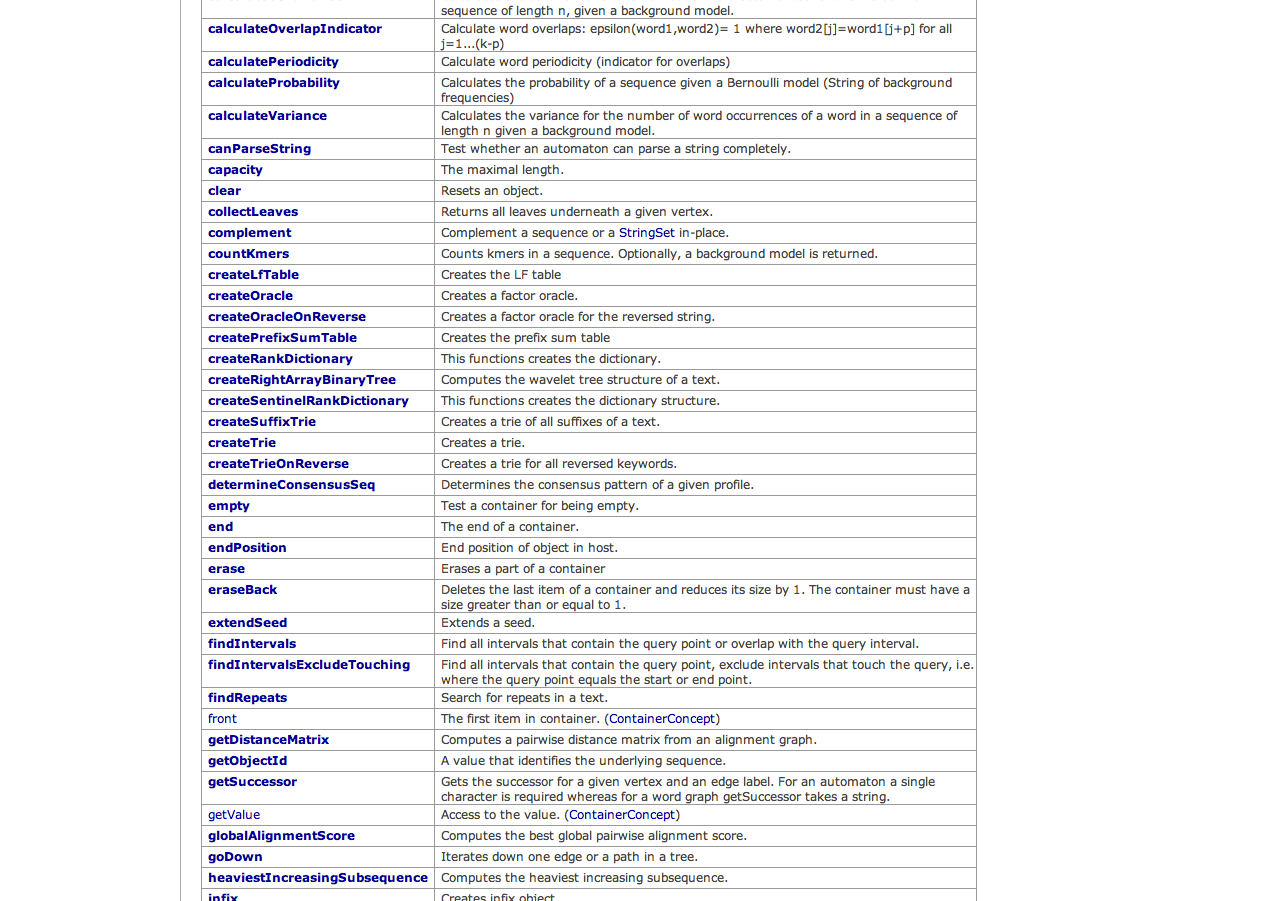 sequence of length n, given a background model.
calculateOverlapIndicator Calculate word overlaps: epsilon(word1,word2)= 1 where word2[j]=word1[j+p] for all
j=1...(k-p)
calculatePeriodicity Calculate word periodicity (indicator for overlaps)
calculateProbability Calculates the probability of a sequence given a Bernoulli model (String of background
frequencies)
calculateVariance Calculates the variance for the number of word occurrences of a word in a sequence of
length n given a background model.
canParseString Test whether an automaton can parse a string completely.
capacity The maximal length.
clear Resets an object.
collectLeaves Returns all leaves underneath a given vertex.
complement Complement a sequence or a StringSet in-place.
countKmers Counts kmers in a sequence. Optionally, a background model is returned.
createLfTable Creates the LF table
createOracle Creates a factor oracle.
createOracleOnReverse Creates a factor oracle for the reversed string.
createPrefixSumTable Creates the prefix sum table
createRankDictionary This functions creates the dictionary.
createRightArrayBinaryTree Computes the wavelet tree structure of a text.
createSentinelRankDictionary This functions creates the dictionary structure.
createSuffixTrie Creates a trie of all suffixes of a text.
createTrie Creates a trie.
createTrieOnReverse Creates a trie for all reversed keywords.
determineConsensusSeq Determines the consensus pattern of a given profile.
empty Test a container for being empty.
end The end of a container.
endPosition End position of object in host.
erase Erases a part of a container
eraseBack Deletes the last item of a container and reduces its size by 1. The container must have a
size greater than or equal to 1.
extendSeed Extends a seed.
findIntervals Find all intervals that contain the query point or overlap with the query interval.
findIntervalsExcludeTouching Find all intervals that contain the query point, exclude intervals that touch the query, i.e.
where the query point equals the start or end point.
findRepeats Search for repeats in a text.
front The first item in container. (ContainerConcept)
getDistanceMatrix Computes a pairwise distance matrix from an alignment graph.
getObjectId A value that identifies the underlying sequence.
getSuccessor Gets the successor for a given vertex and an edge label. For an automaton a single
character is required whereas for a word graph getSuccessor takes a string.
getValue Access to the value. (ContainerConcept)
globalAlignmentScore Computes the best global pairwise alignment score.
goDown Iterates down one edge or a path in a tree.
heaviestIncreasingSubsequence Computes the heaviest increasing subsequence.
infix Creates infix object